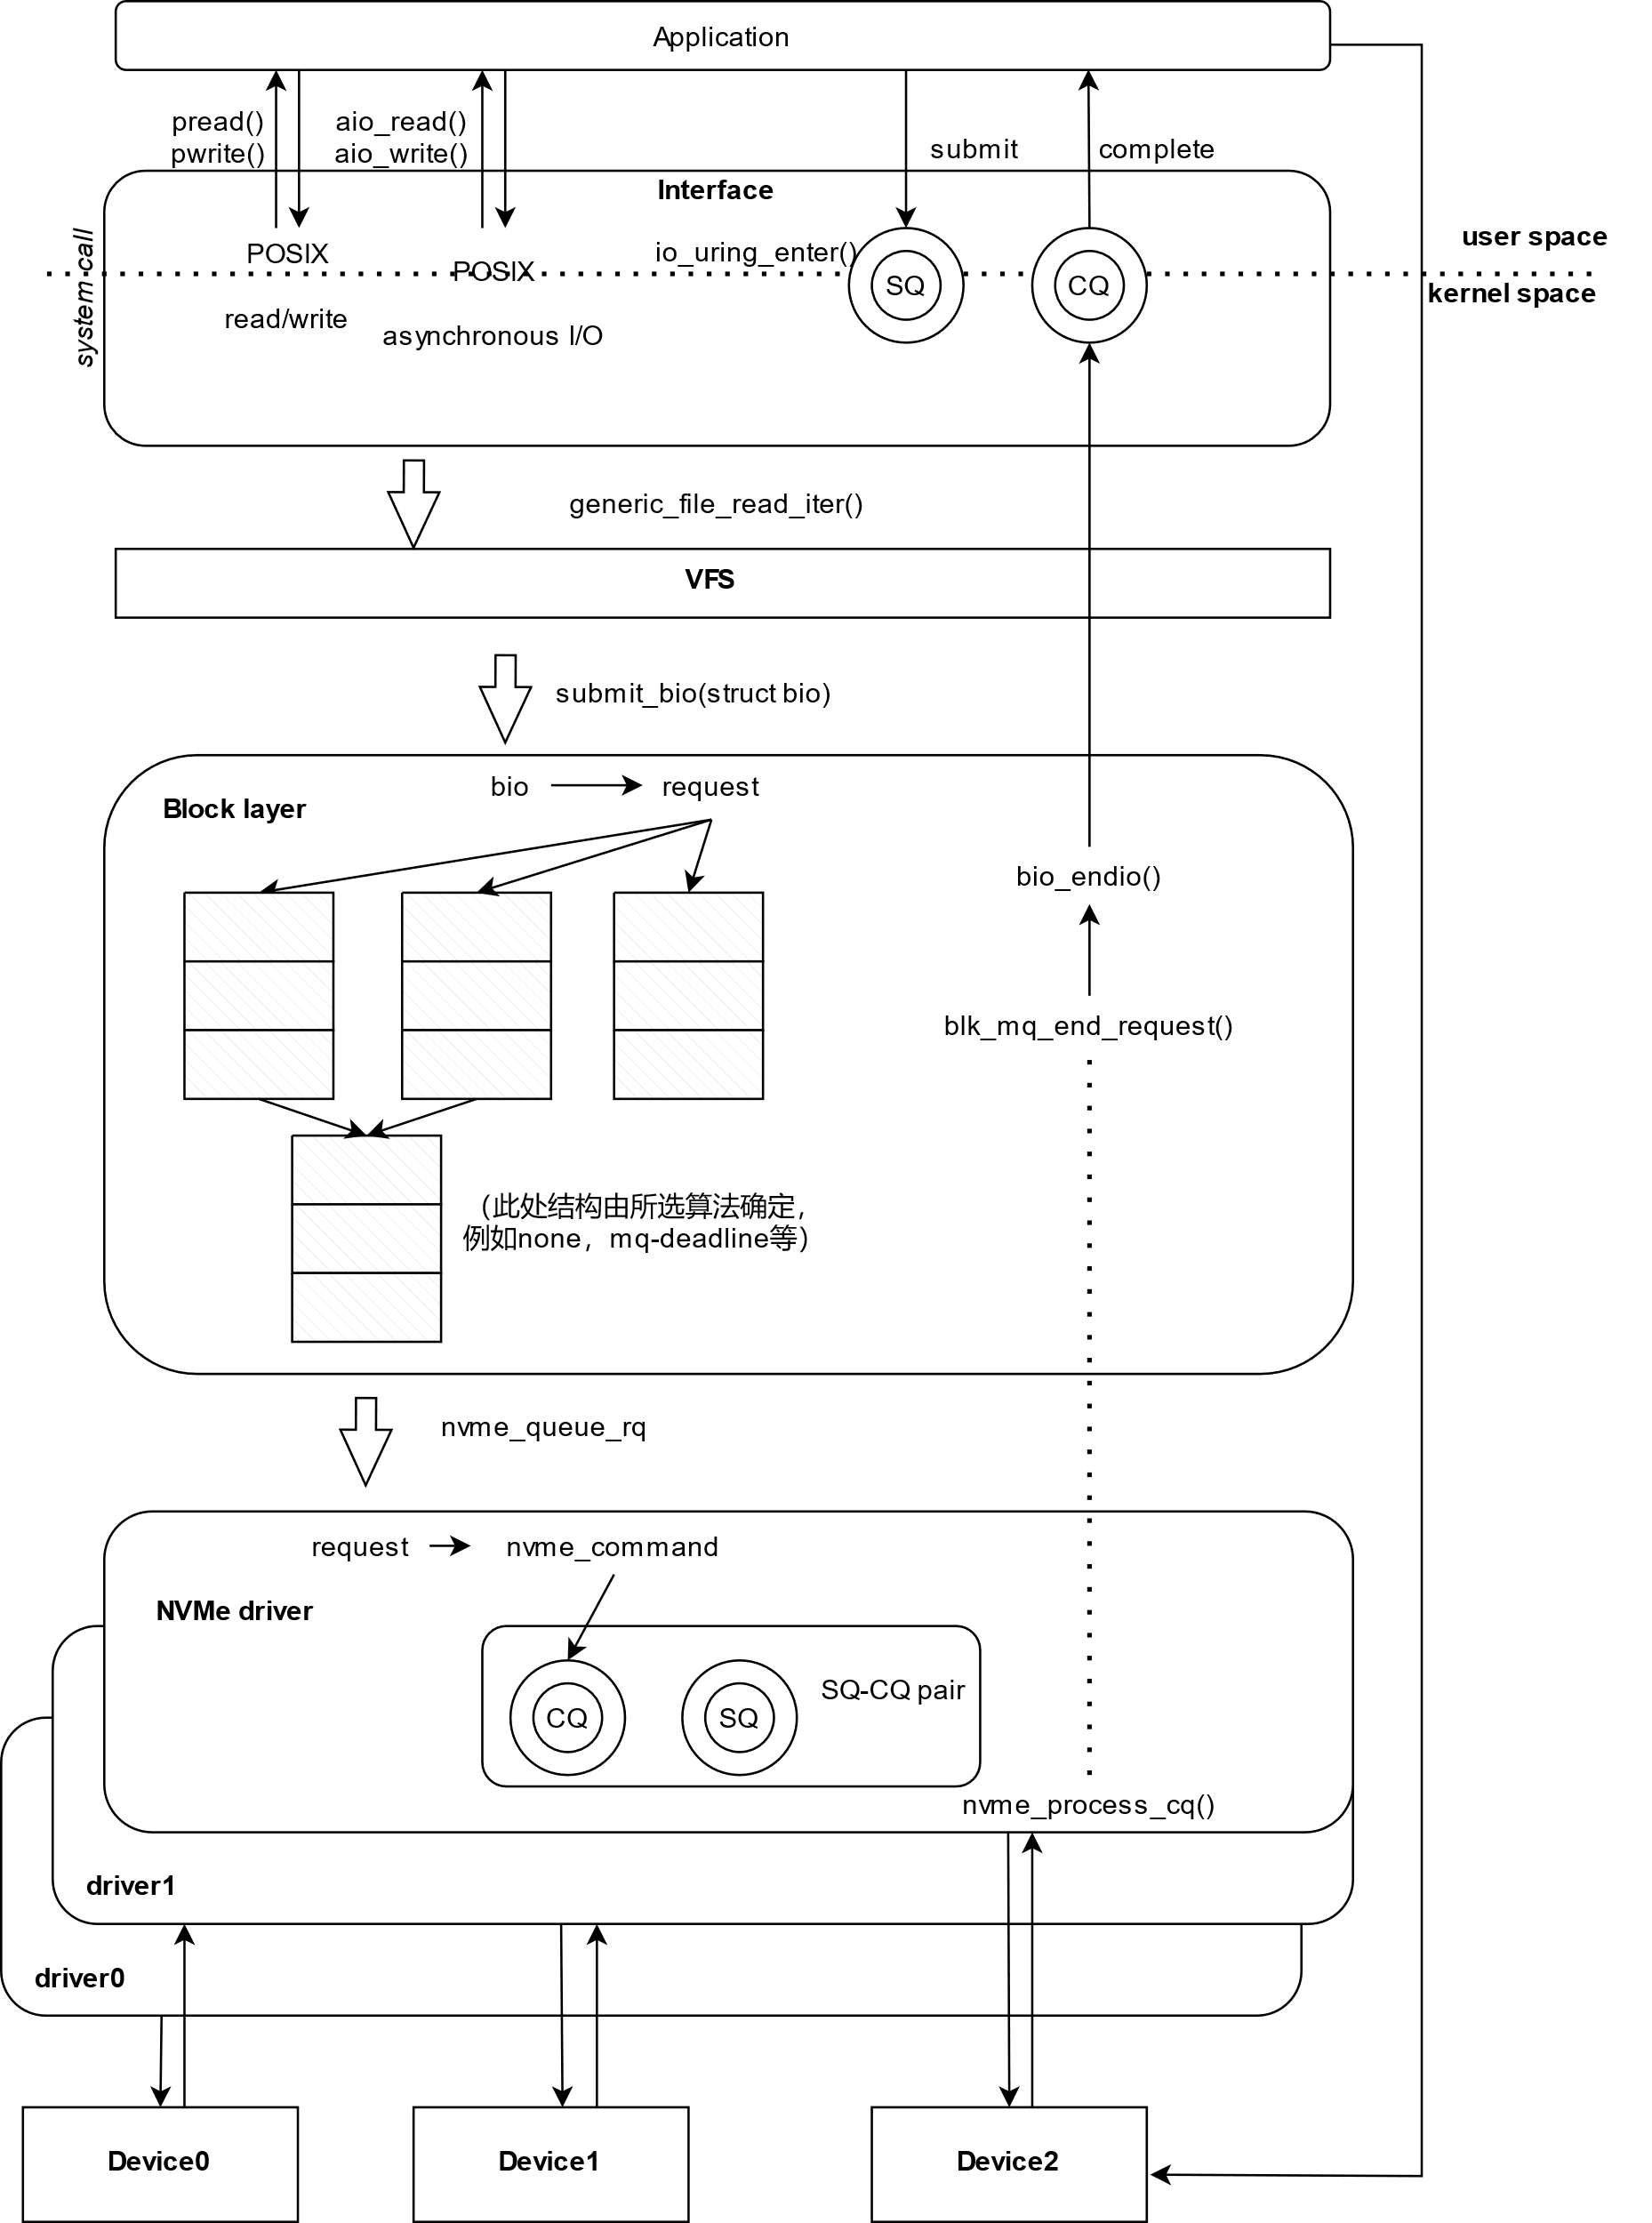 Application
pread()
pwrite()
aio_read()
aio_write()
submit
complete
Interface
system call
POSIX
read/write
POSIX
asynchronous I/O
io_uring_enter()
SQ
CQ
user space
kernel space
generic_file_read_iter()
VFS
submit_bio(struct bio)
Block layer
bio
request
bio_endio()
blk_mq_end_request()
（此处结构由所选算法确定，
例如none，mq-deadline等）
nvme_queue_rq
request
nvme_command
NVMe driver
CQ
SQ
SQ-CQ pair
nvme_process_cq()
driver1
driver0
Device0
Device1
Device2